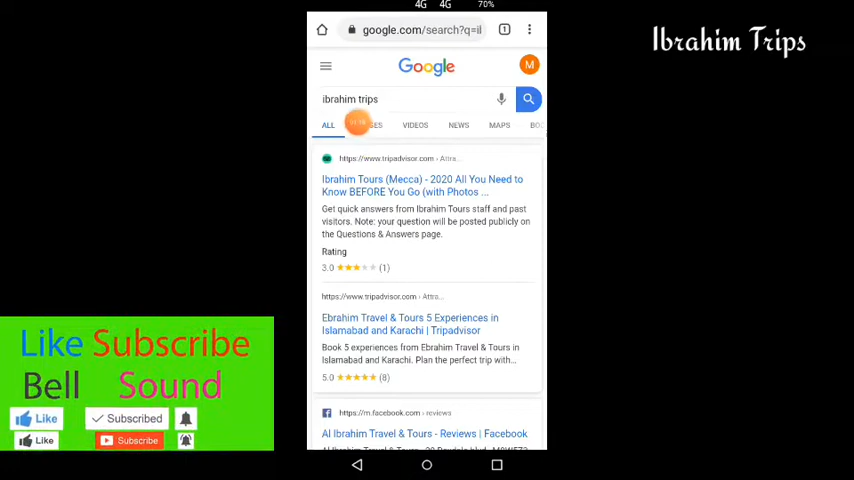 4G 4G 70%
google.com/search?q=il
1
Google
M
ibrahim trips
ALL
VIDEOS
NEWS
MAPS
https://www.tripadvisor.com › Attra...
Ibrahim Tours (Mecca) - 2020 All You Need to
Know BEFORE You Go (with Photos ...
Get quick answers from Ibrahim Tours staff and past
visitors. Note: your question will be posted publicly on
the Questions & Answers page.
Rating
3.0 (1)
https://www.tripadvisor.com › Attra...
Ebrahim Travel & Tours 5 Experiences in
Islamabad and Karachi | Tripadvisor
Book 5 experiences from Ebrahim Travel & Tours in
Islamabad and Karachi. Plan the perfect trip with...
5.0 (8)
https://m.facebook.com › reviews
Al Ibrahim Travel & Tours - Reviews | Facebook
Ibrahim Trips
Like Subscribe
Bell Sound
Like
Subscribed
Like
Subscribe